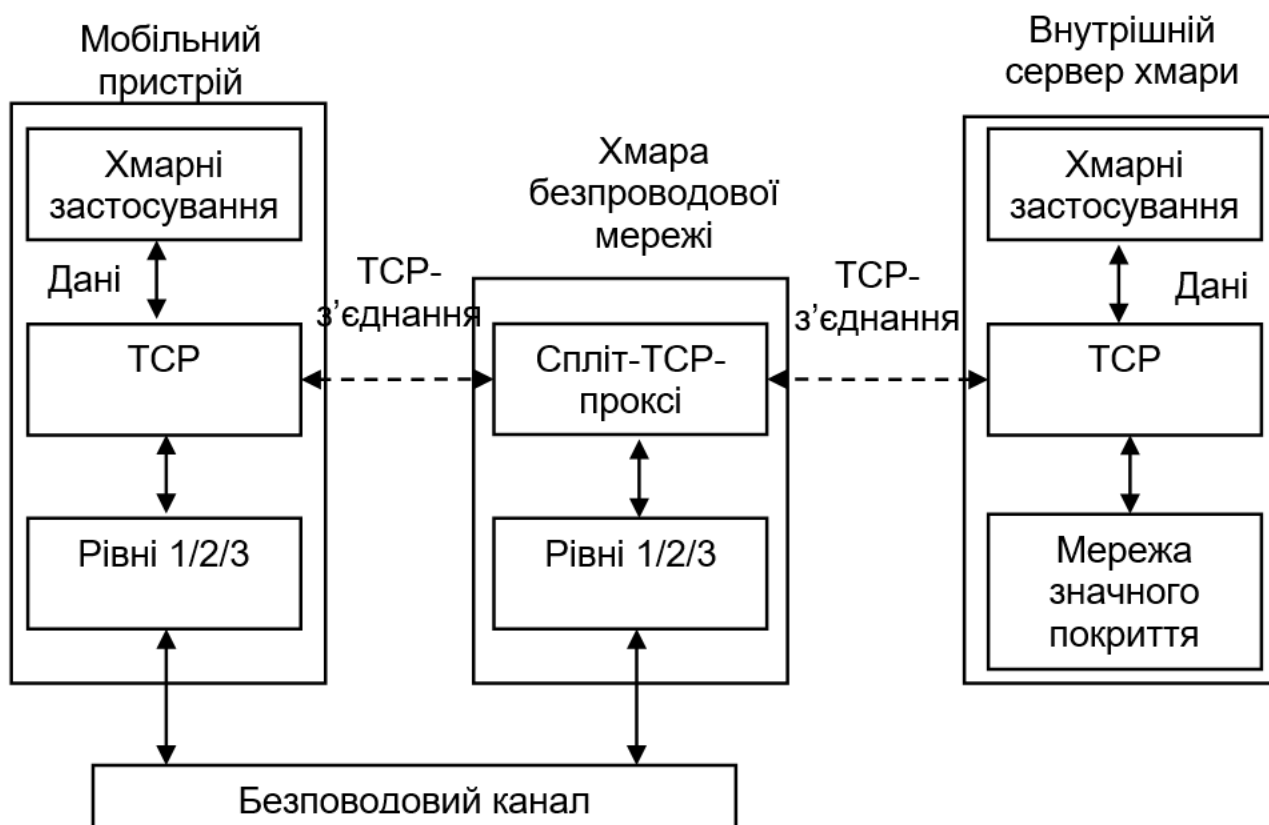 Мобільний
пристрій
Хмарні
застосування
Дані
TCP
Рівні 1/2/3
TCP-
з’єднання
Хмара
безпроводової
мережі
Спліт-TCP-
проксі
Рівні 1/2/3
TCP-
з’єднання
Внутрішній
сервер хмари
Хмарні
застосування
Дані
TCP
Мережа
значного
покриття
Безповодовий канал